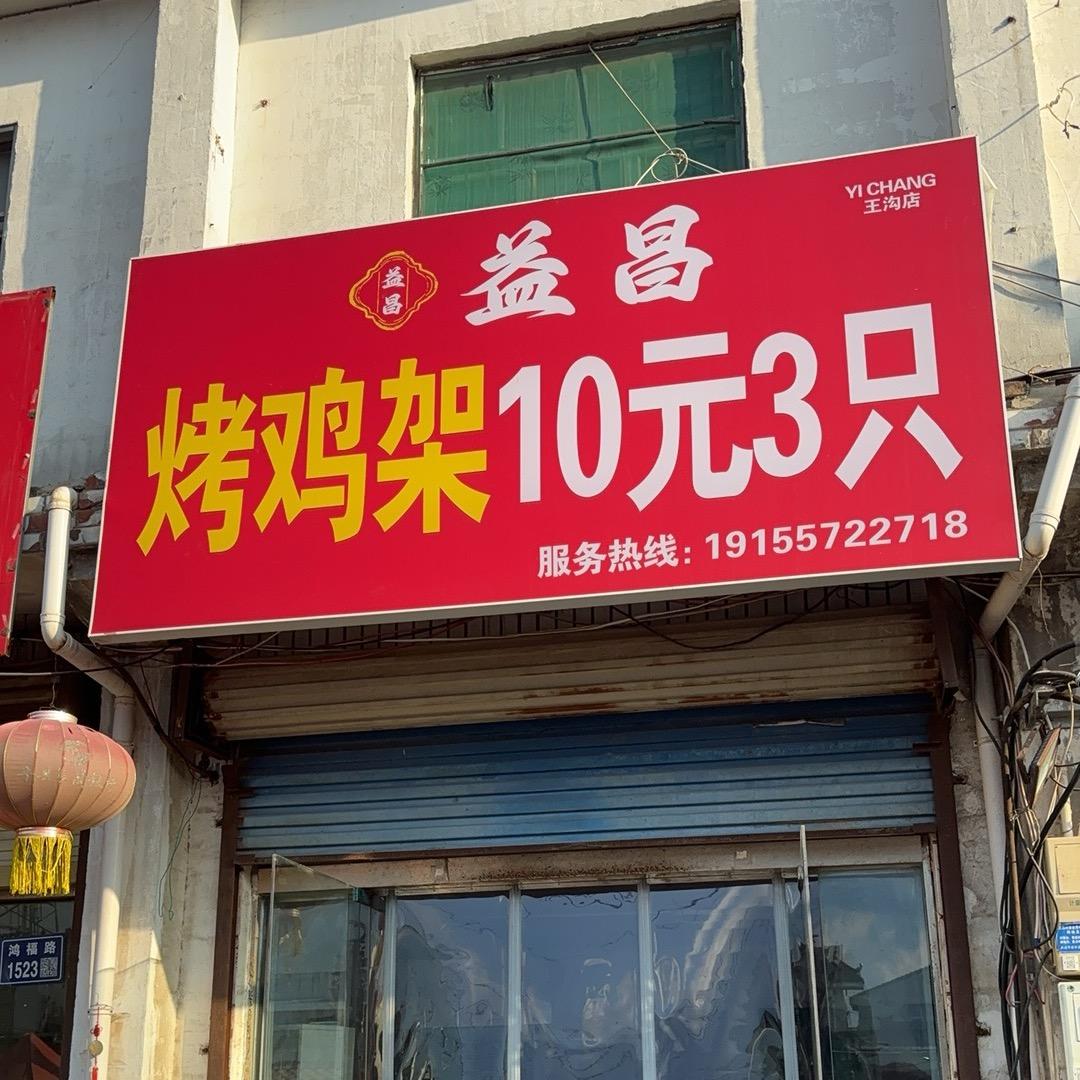 YI CHANG
王沟店
益昌
益昌
烤鸡架10元3只
服务热线：19155722718
鸿福路
1523